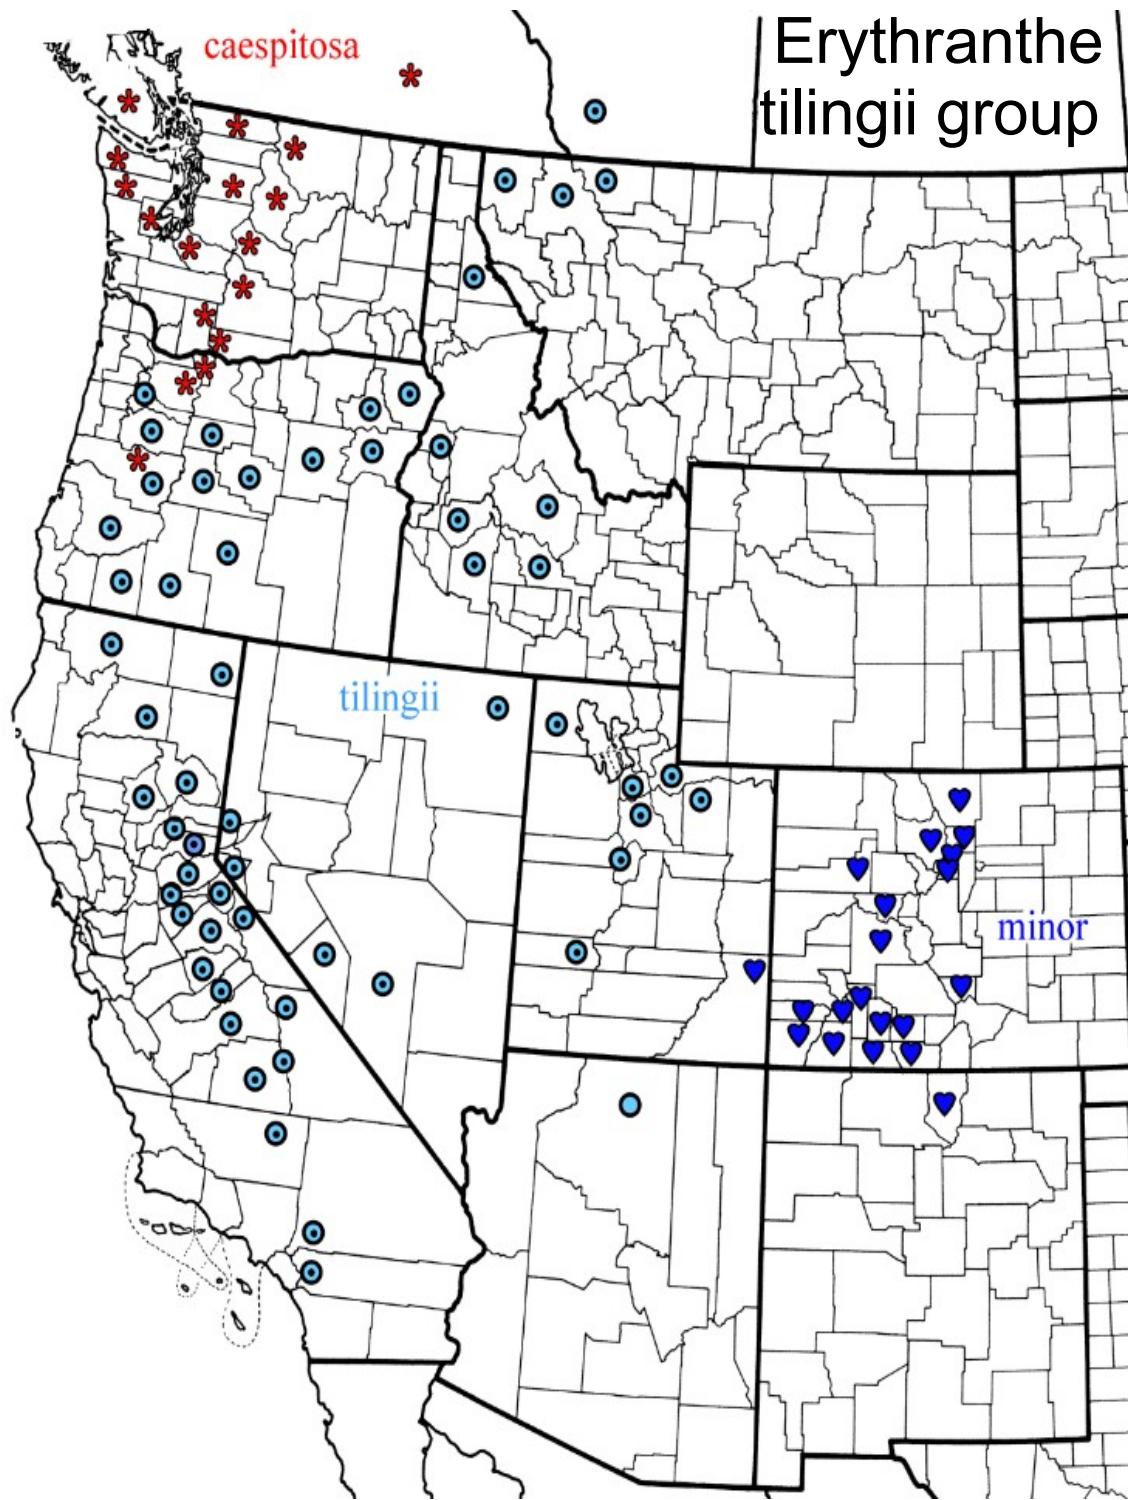 Erythranthe
tilingii group
caespitosa
tilingii
minor